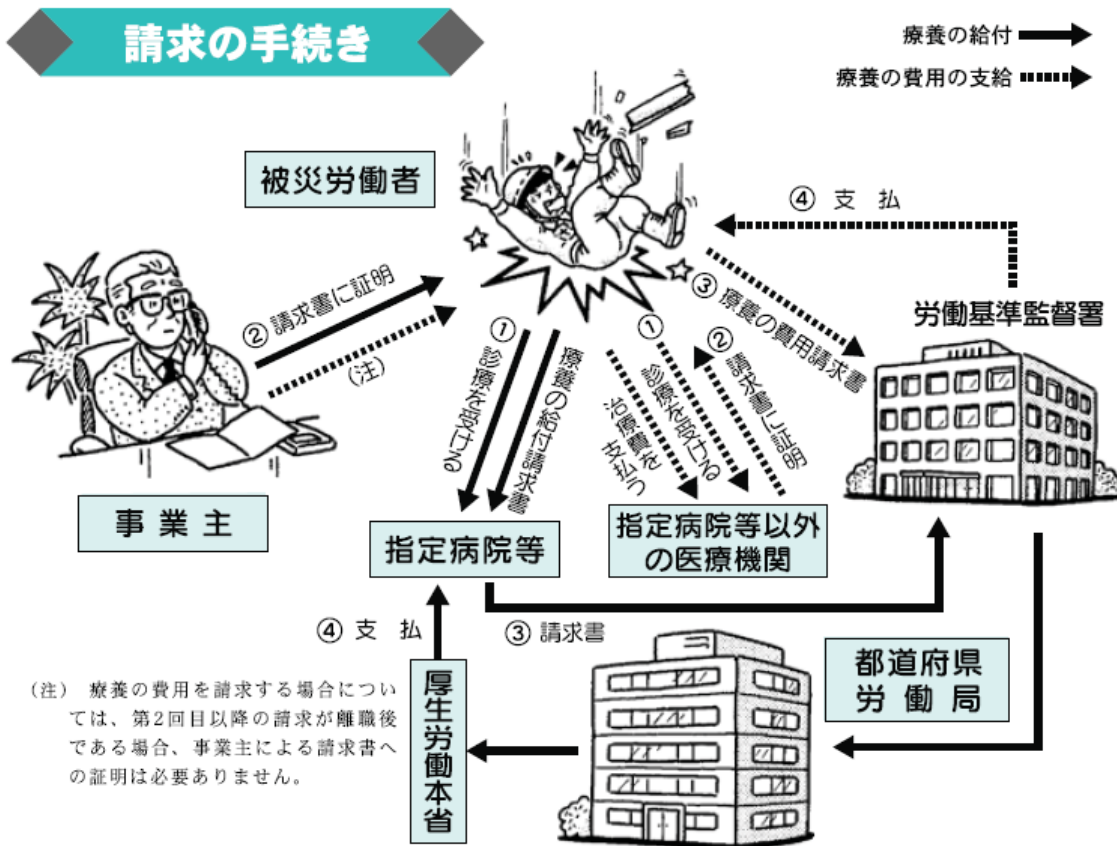 請求の手続き
療養の給付
療養の費用の支給
被災労働者
④ 支 払
② 請求書に証明
(注)
① 診療を受ける
療養の給付請求書
治療費を
支払う
① 診療を受ける
② 請求書に証明
③ 療養の費用請求書
労働基準監督署
事 業 主
指定病院等
指定病院等以外
の医療機関
④ 支 払
③ 請求書
都道府県
労 働 局
厚生労働本省
(注) 療養の費用を請求する場合につい
ては、第2回目以降の請求が離職後
である場合、事業主による請求書へ
の証明は必要ありません。